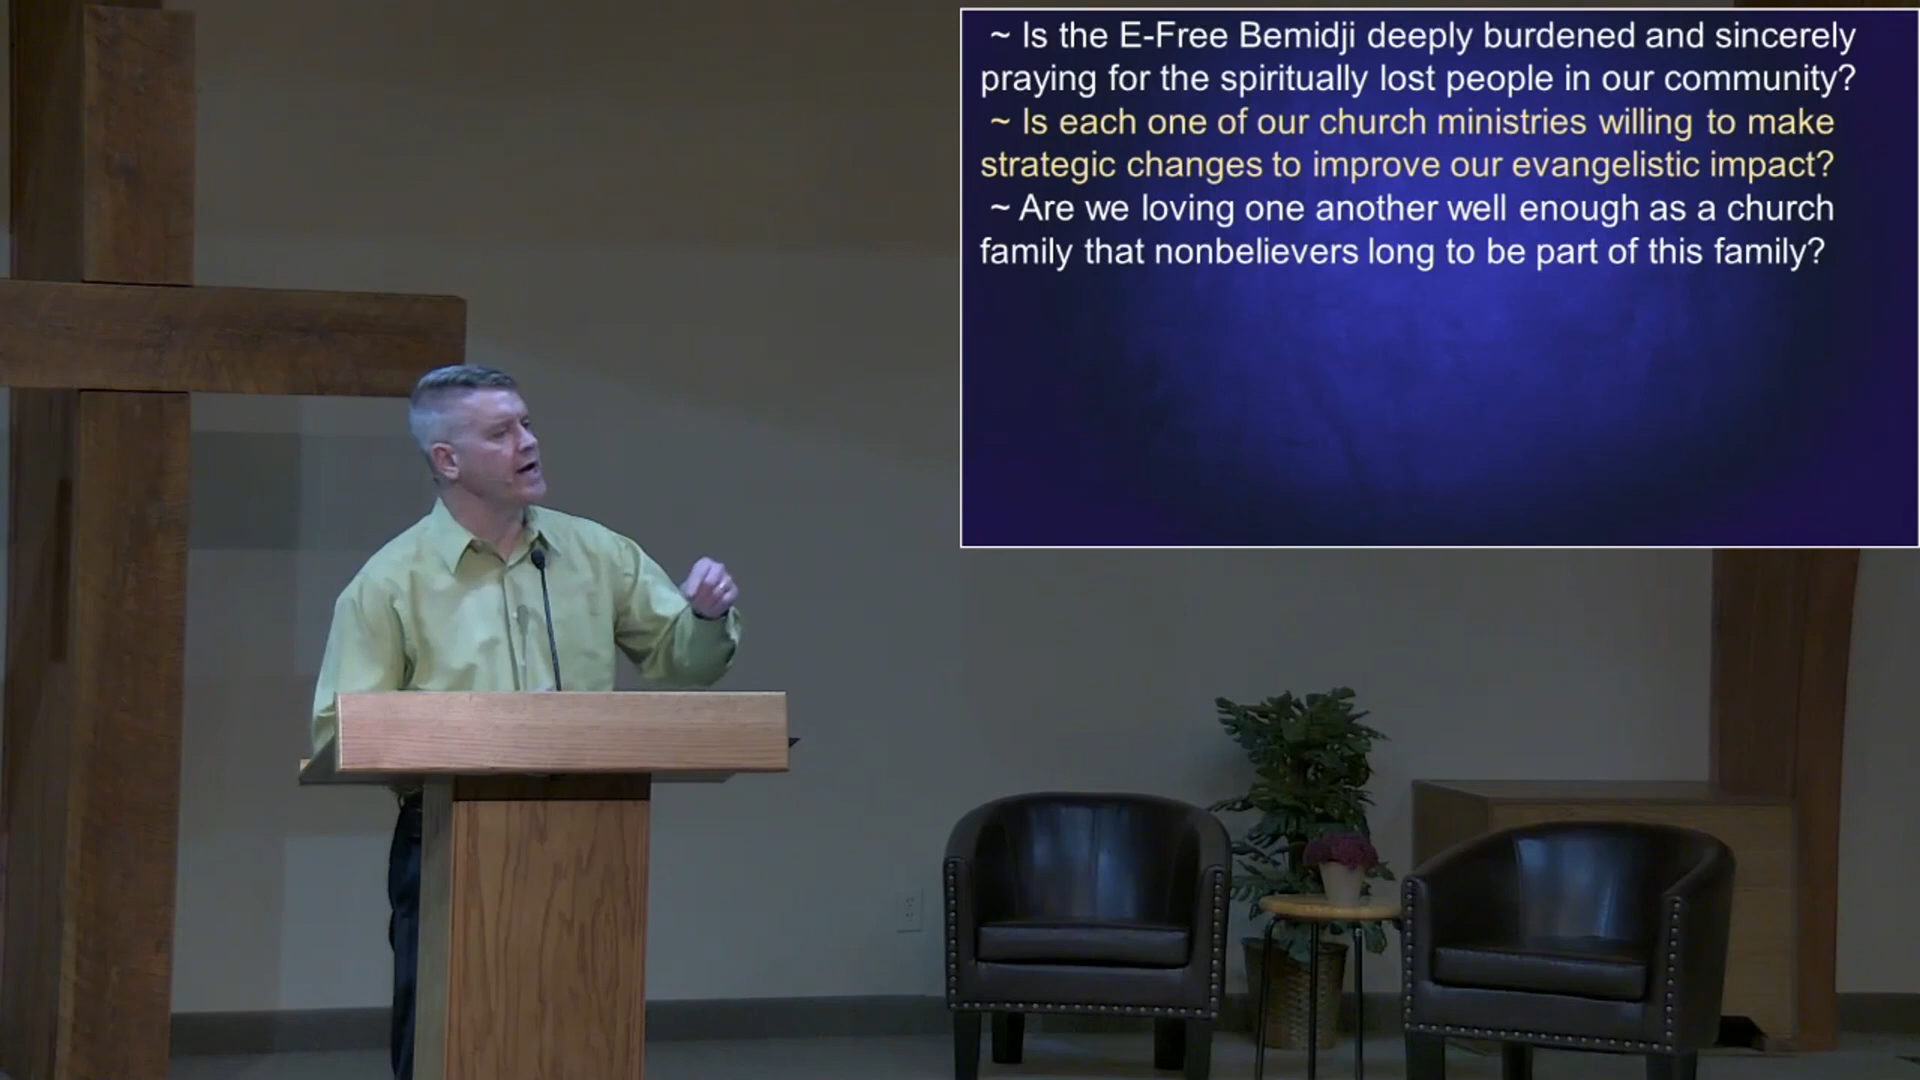 ~ Is the E-Free Bemidji deeply burdened and sincerely
praying for the spiritually lost people in our community?
~ Is each one of our church ministries willing to make
strategic changes to improve our evangelistic impact?
~ Are we loving one another well enough as a church
family that nonbelievers long to be part of this family?